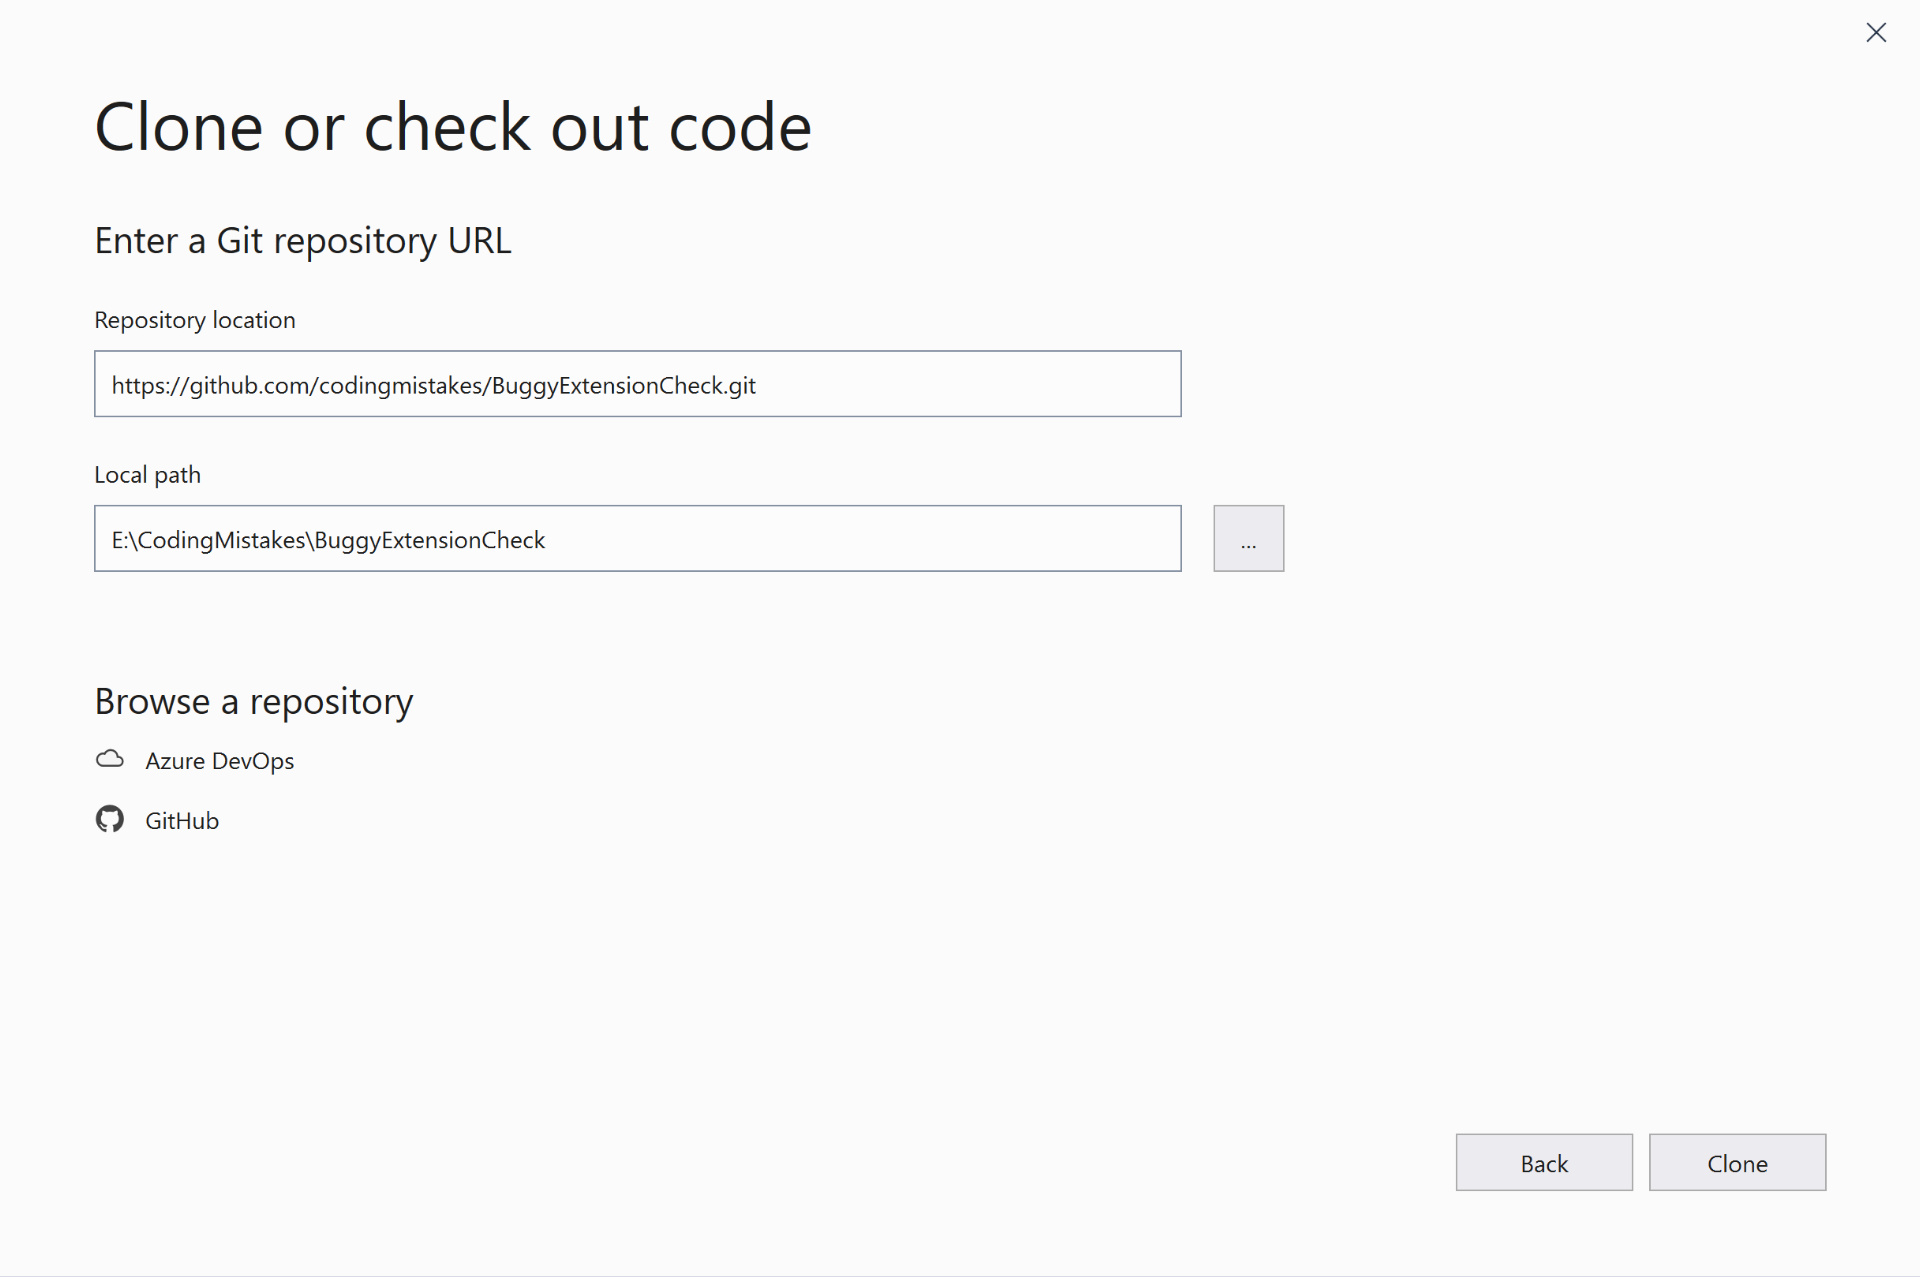 Clone or check out code
Enter a Git repository URL
Repository location
https://github.com/codingmistakes/BuggyExtensionCheck.git
Local path
E:\CodingMistakes\BuggyExtensionCheck
...
Browse a repository
Azure DevOps
GitHub
Back
Clone